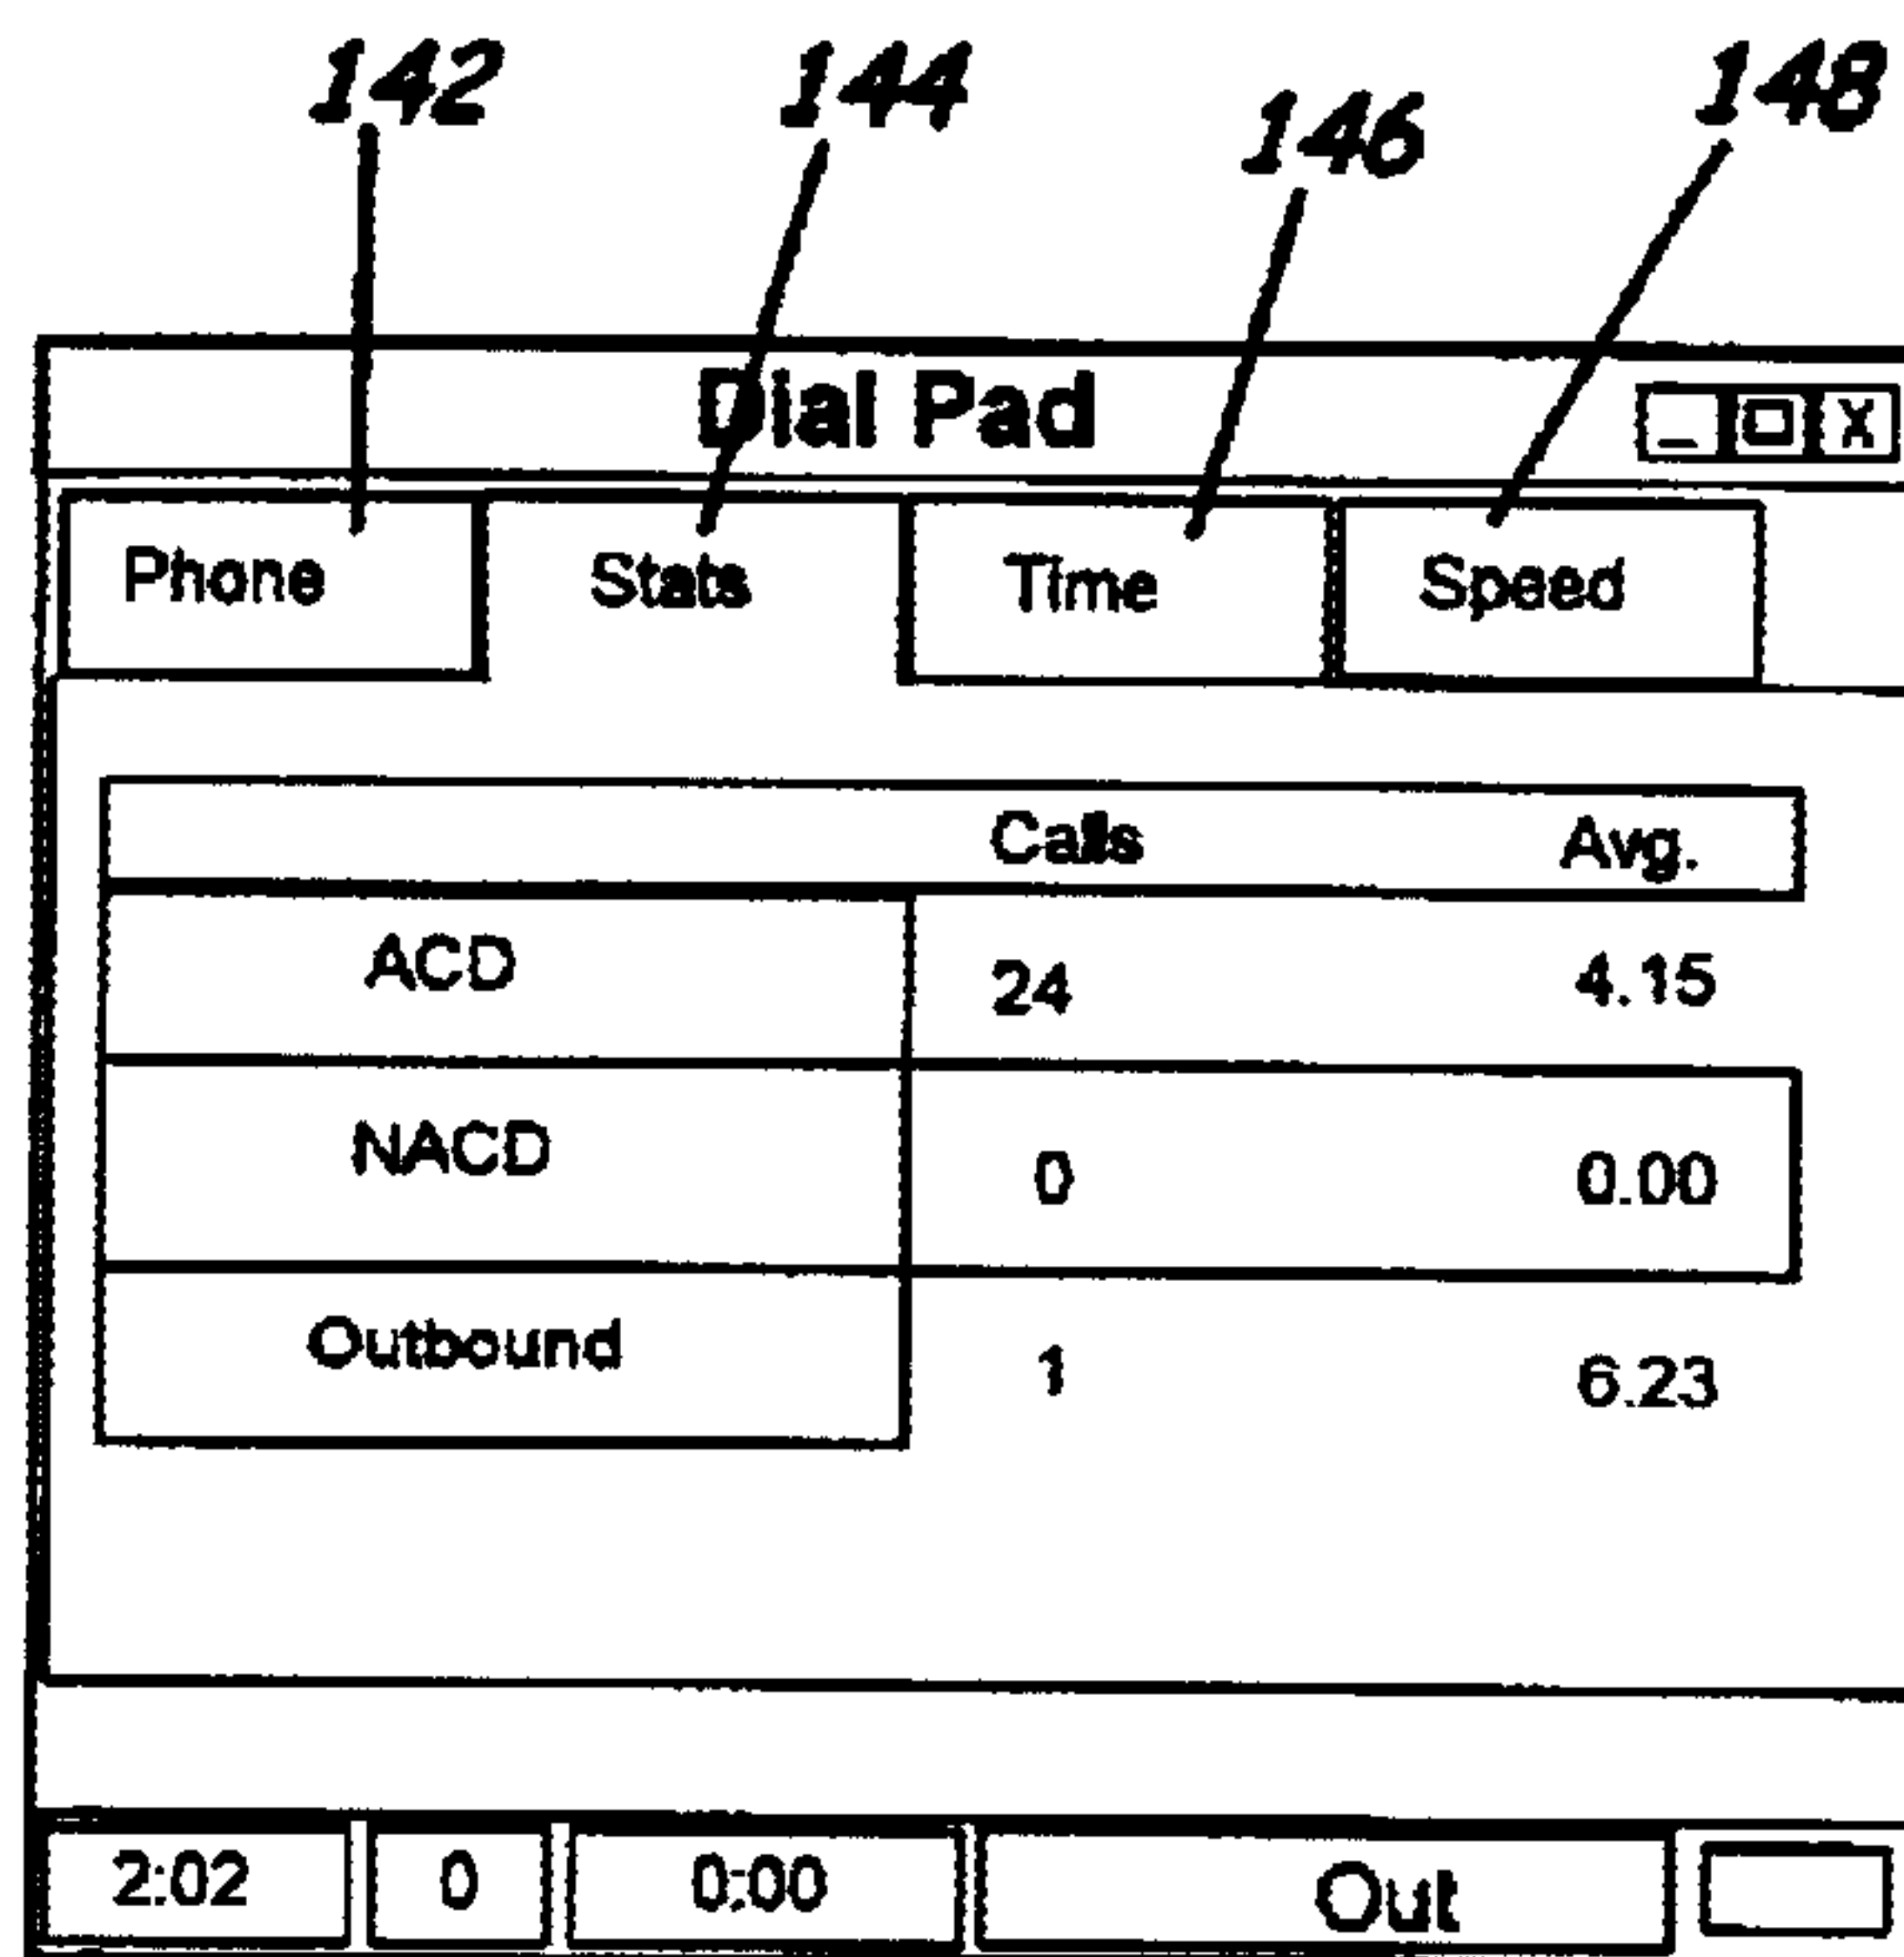 142 144 146 148
Dial Pad _ □ X
Phone Stats Time Speed
Calls Avg.
ACD 24 4.15
NACD 0 0.00
Outbound 1 6.23
2:02 0 0:00 Out